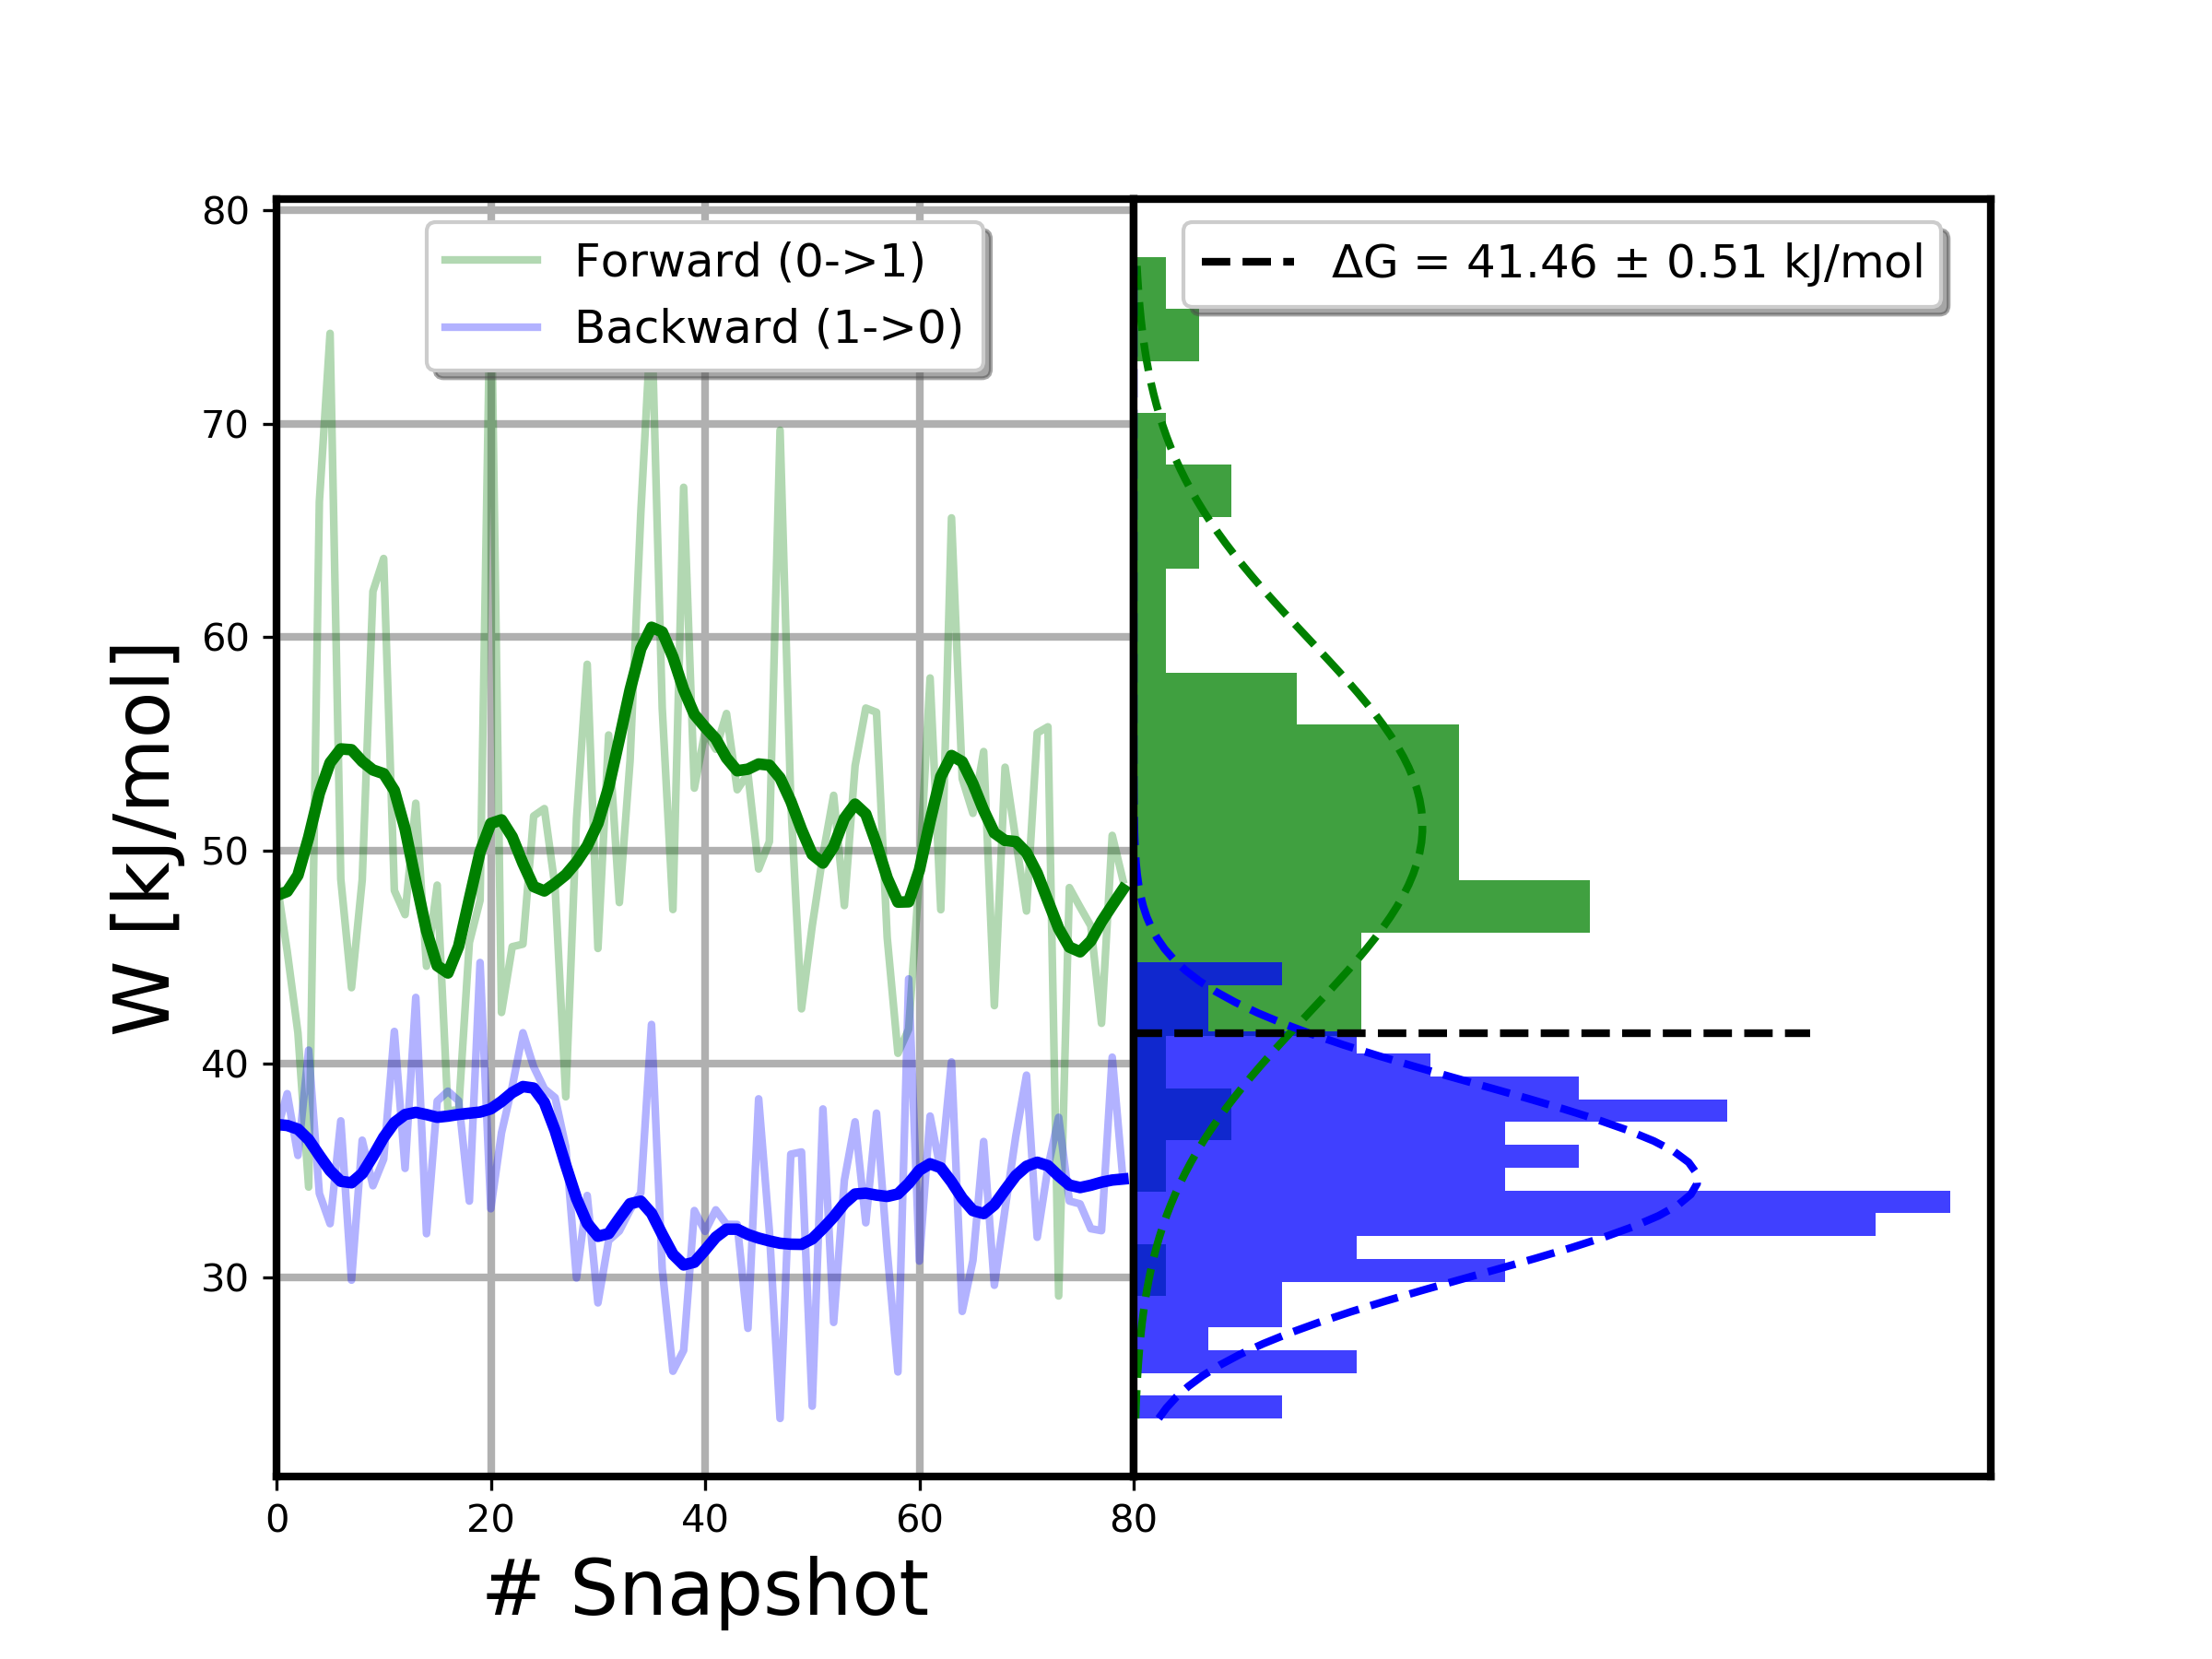 Forward (0->1)
Backward (1->0)
ΔG = 41.46 ± 0.51 kJ/mol
W [kJ/mol]
80
70
60
50
40
30
0 20 40 60 80
# Snapshot